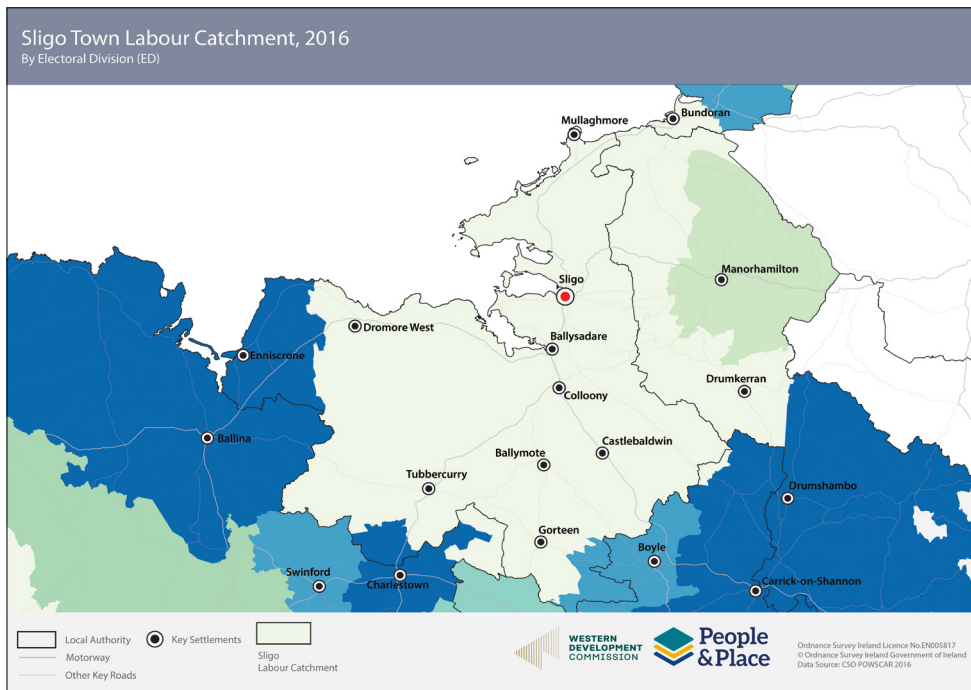 Sligo Town Labour Catchment, 2016
By Electoral Division (ED)
Bundoran
Mullaghmore
Manorhamilton
Sligo
Dromore West
Ballysadare
Enniscrone
Drumkerran
Colloony
Ballina
Castlebaldwin
Ballymote
Tubbercurry
Drumshambo
Gorteen
Boyle
Swinford
Charlestown
Carrick-on-Shannon
Local Authority
Motorway
Other Key Roads
Key Settlements
Sligo
Labour Catchment
WESTERN
DEVELOPMENT
COMMISSION
People
& Place
Ordnance Survey Ireland Licence No.EN005817
© Ordnance Survey Ireland Government of Ireland
Data Source: CSO POWSCAR 2016